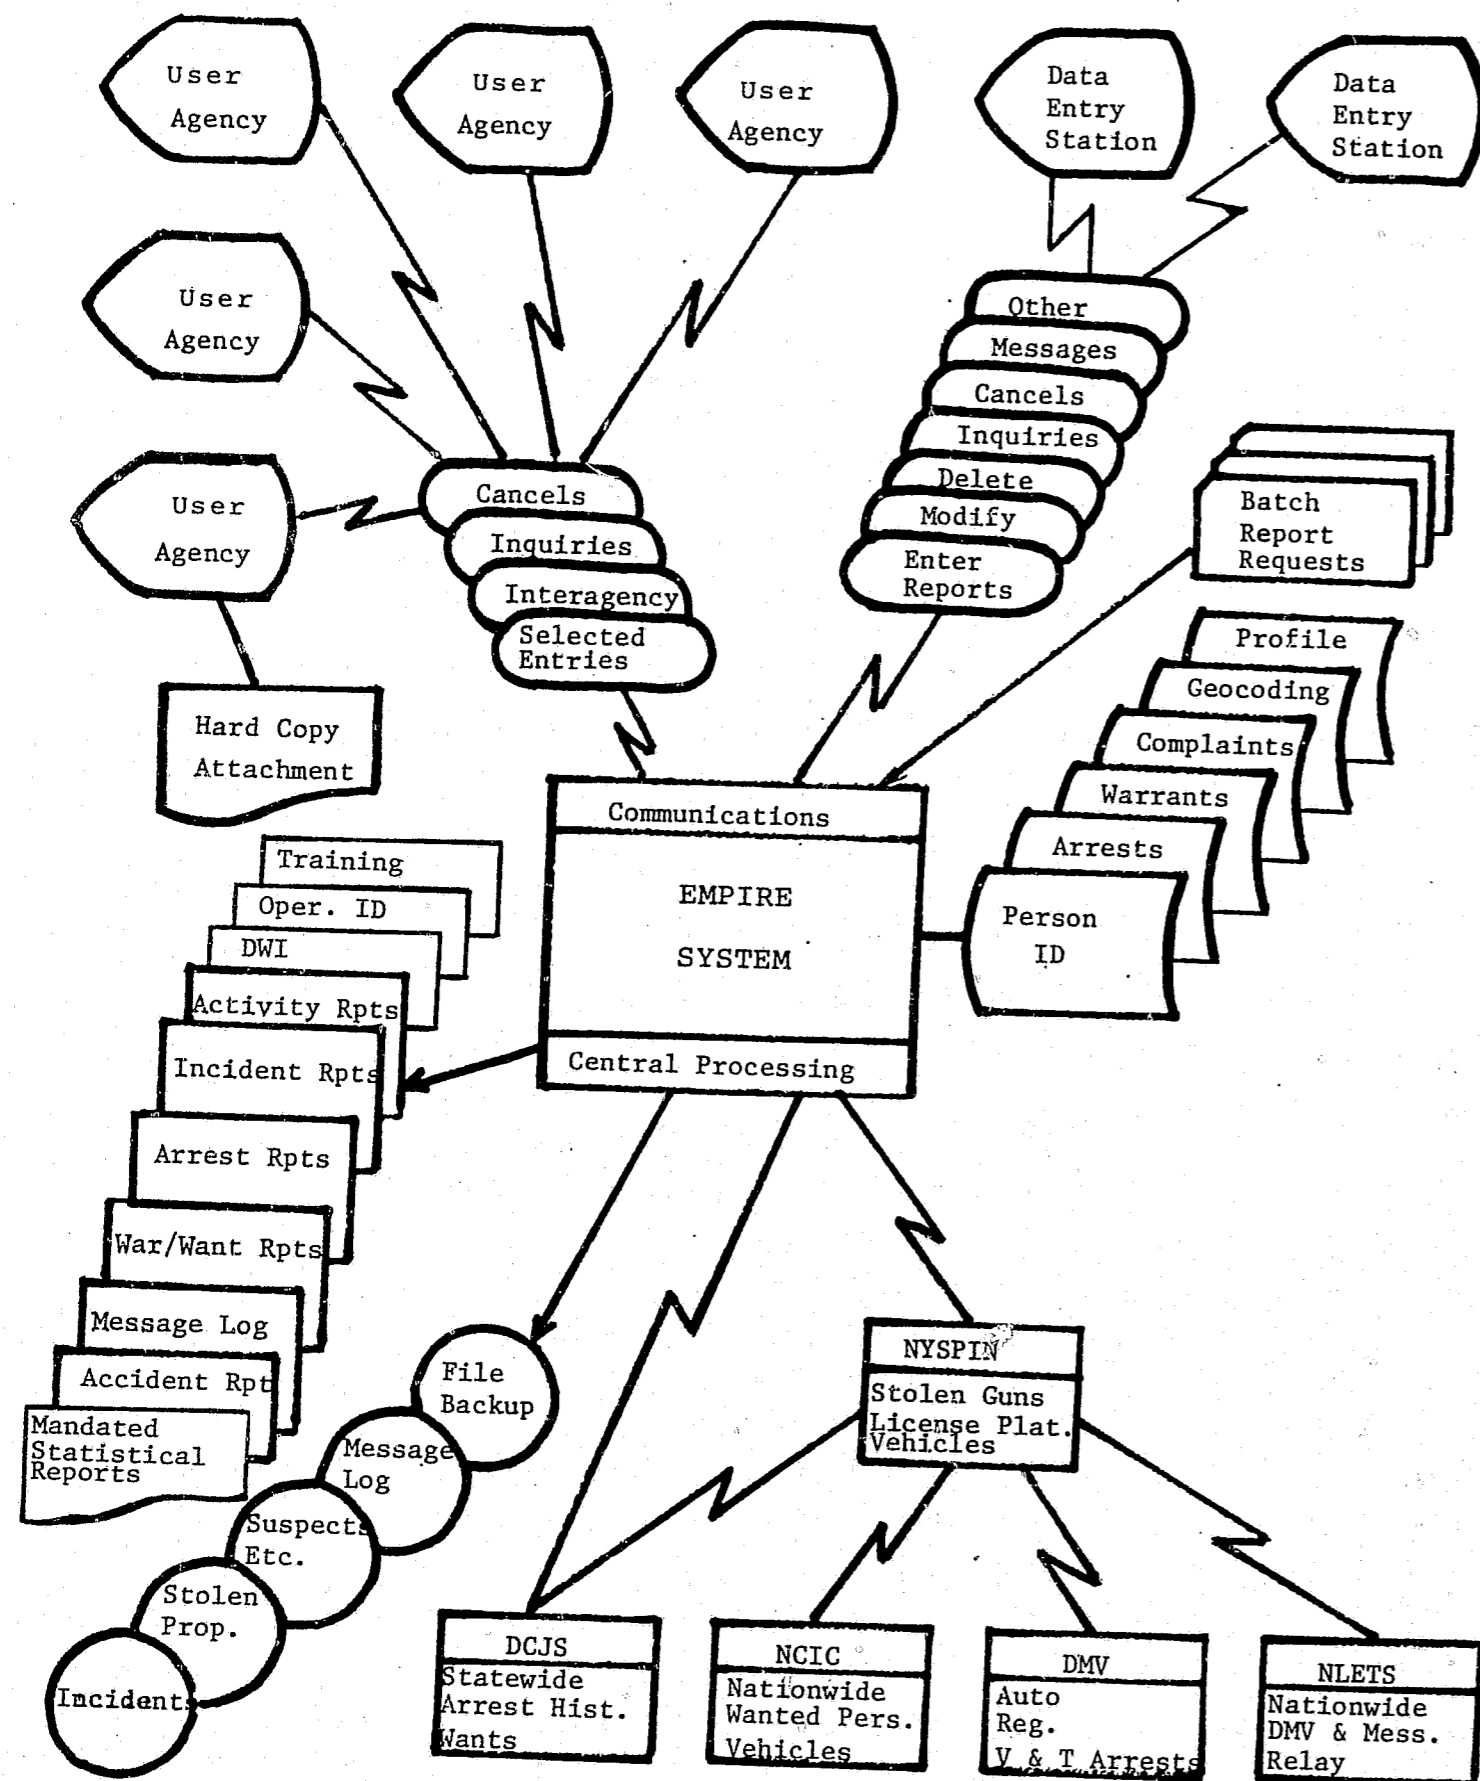 User
Agency
User
Agency
User
Agency
Data
Entry
Station
Data
Entry
Station
User
Agency
User
Agency
Hard Copy
Attachment
Cancels
Inquiries
Interagency
Selected
Entries
Other
Messages
Cancels
Inquiries
Delete
Modify
Enter
Reports
Batch
Report
Requests
Profile
Geocoding
Complaints
Warrants
Arrests
Person
ID
Communications
EMPIRE
SYSTEM
Central Processing
Training
Oper. ID
DWI
Activity Rpts
Incident Rpts
Arrest Rpts
War/Want Rpts
Message Log
Accident Rpt
Mandated
Statistical
Reports
File
Backup
Message
Log
Suspects
Etc.
Stolen
Prop.
Incidents
NYSPIN
Stolen Guns
License Plat.
Vehicles
DCJS
Statewide
Arrest Hist.
Wants
NCIC
Nationwide
Wanted Pers.
Vehicles
DMV
Auto
Reg.
V & T Arrests
NLETS
Nationwide
DMV & Mess.
Relay